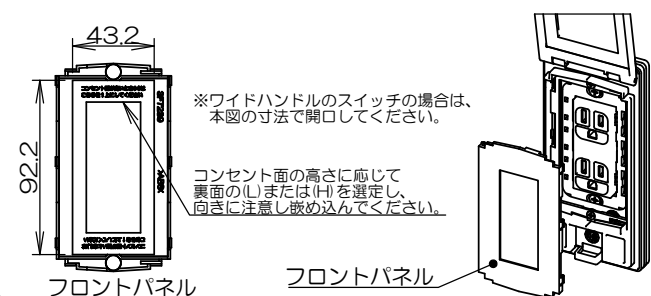 43.2
92.2
※ワイドハンドルのスイッチの場合は、
本図の寸法で開口してください。
コンセント面の高さに応じて
裏面の(L)または(H)を選定し、
向きに注意し嵌め込んでください。
フロントパネル
フロントパネル